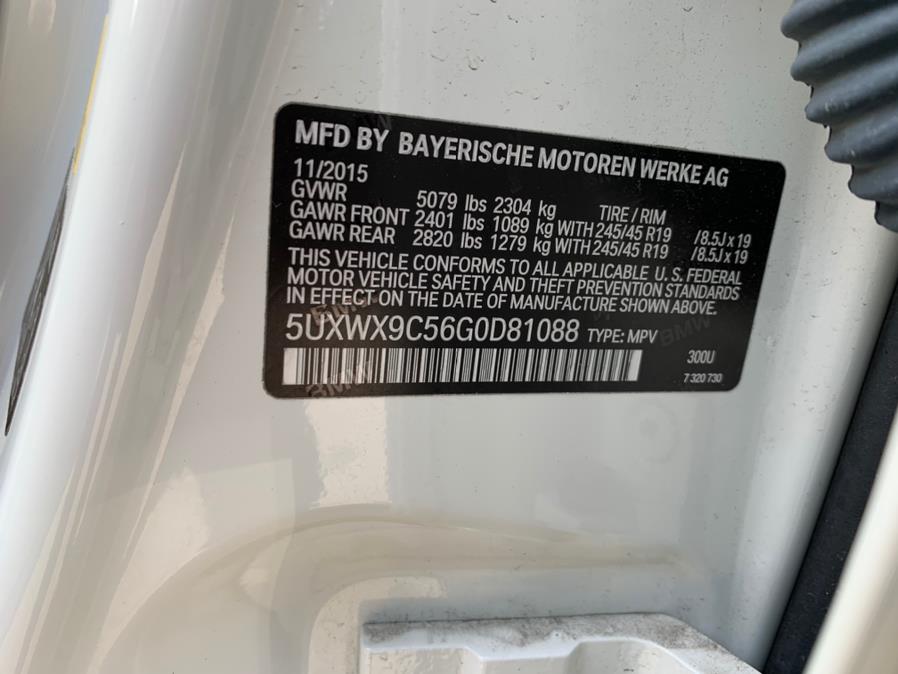 MFD BY BAYERISCHE MOTOREN WERKE AG
11/2015
GVWR 5079 lbs 2304 kg TIRE / RIM
GAWR FRONT 2401 lbs 1089 kg WITH 245/45 R19 /8.5J x 19
GAWR REAR 2820 lbs 1279 kg WITH 245/45 R19 /8.5J x 19
THIS VEHICLE CONFORMS TO ALL APPLICABLE U. S. FEDERAL
MOTOR VEHICLE SAFETY AND THEFT PREVENTION STANDARDS
IN EFFECT ON THE DATE OF MANUFACTURE SHOWN ABOVE.
5UXWX9C56G0D81088 TYPE: MPV
300U
7 320 730
BMW
BMW